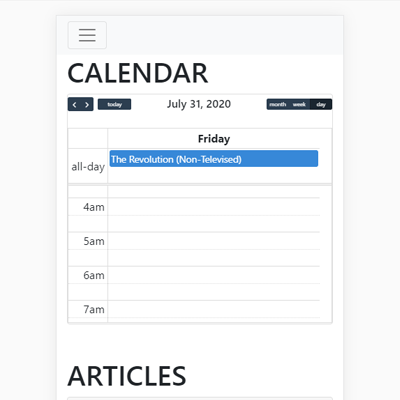 CALENDAR
today
July 31, 2020
month week day
Friday
all-day
The Revolution (Non-Televised)
4am
5am
6am
7am
ARTICLES